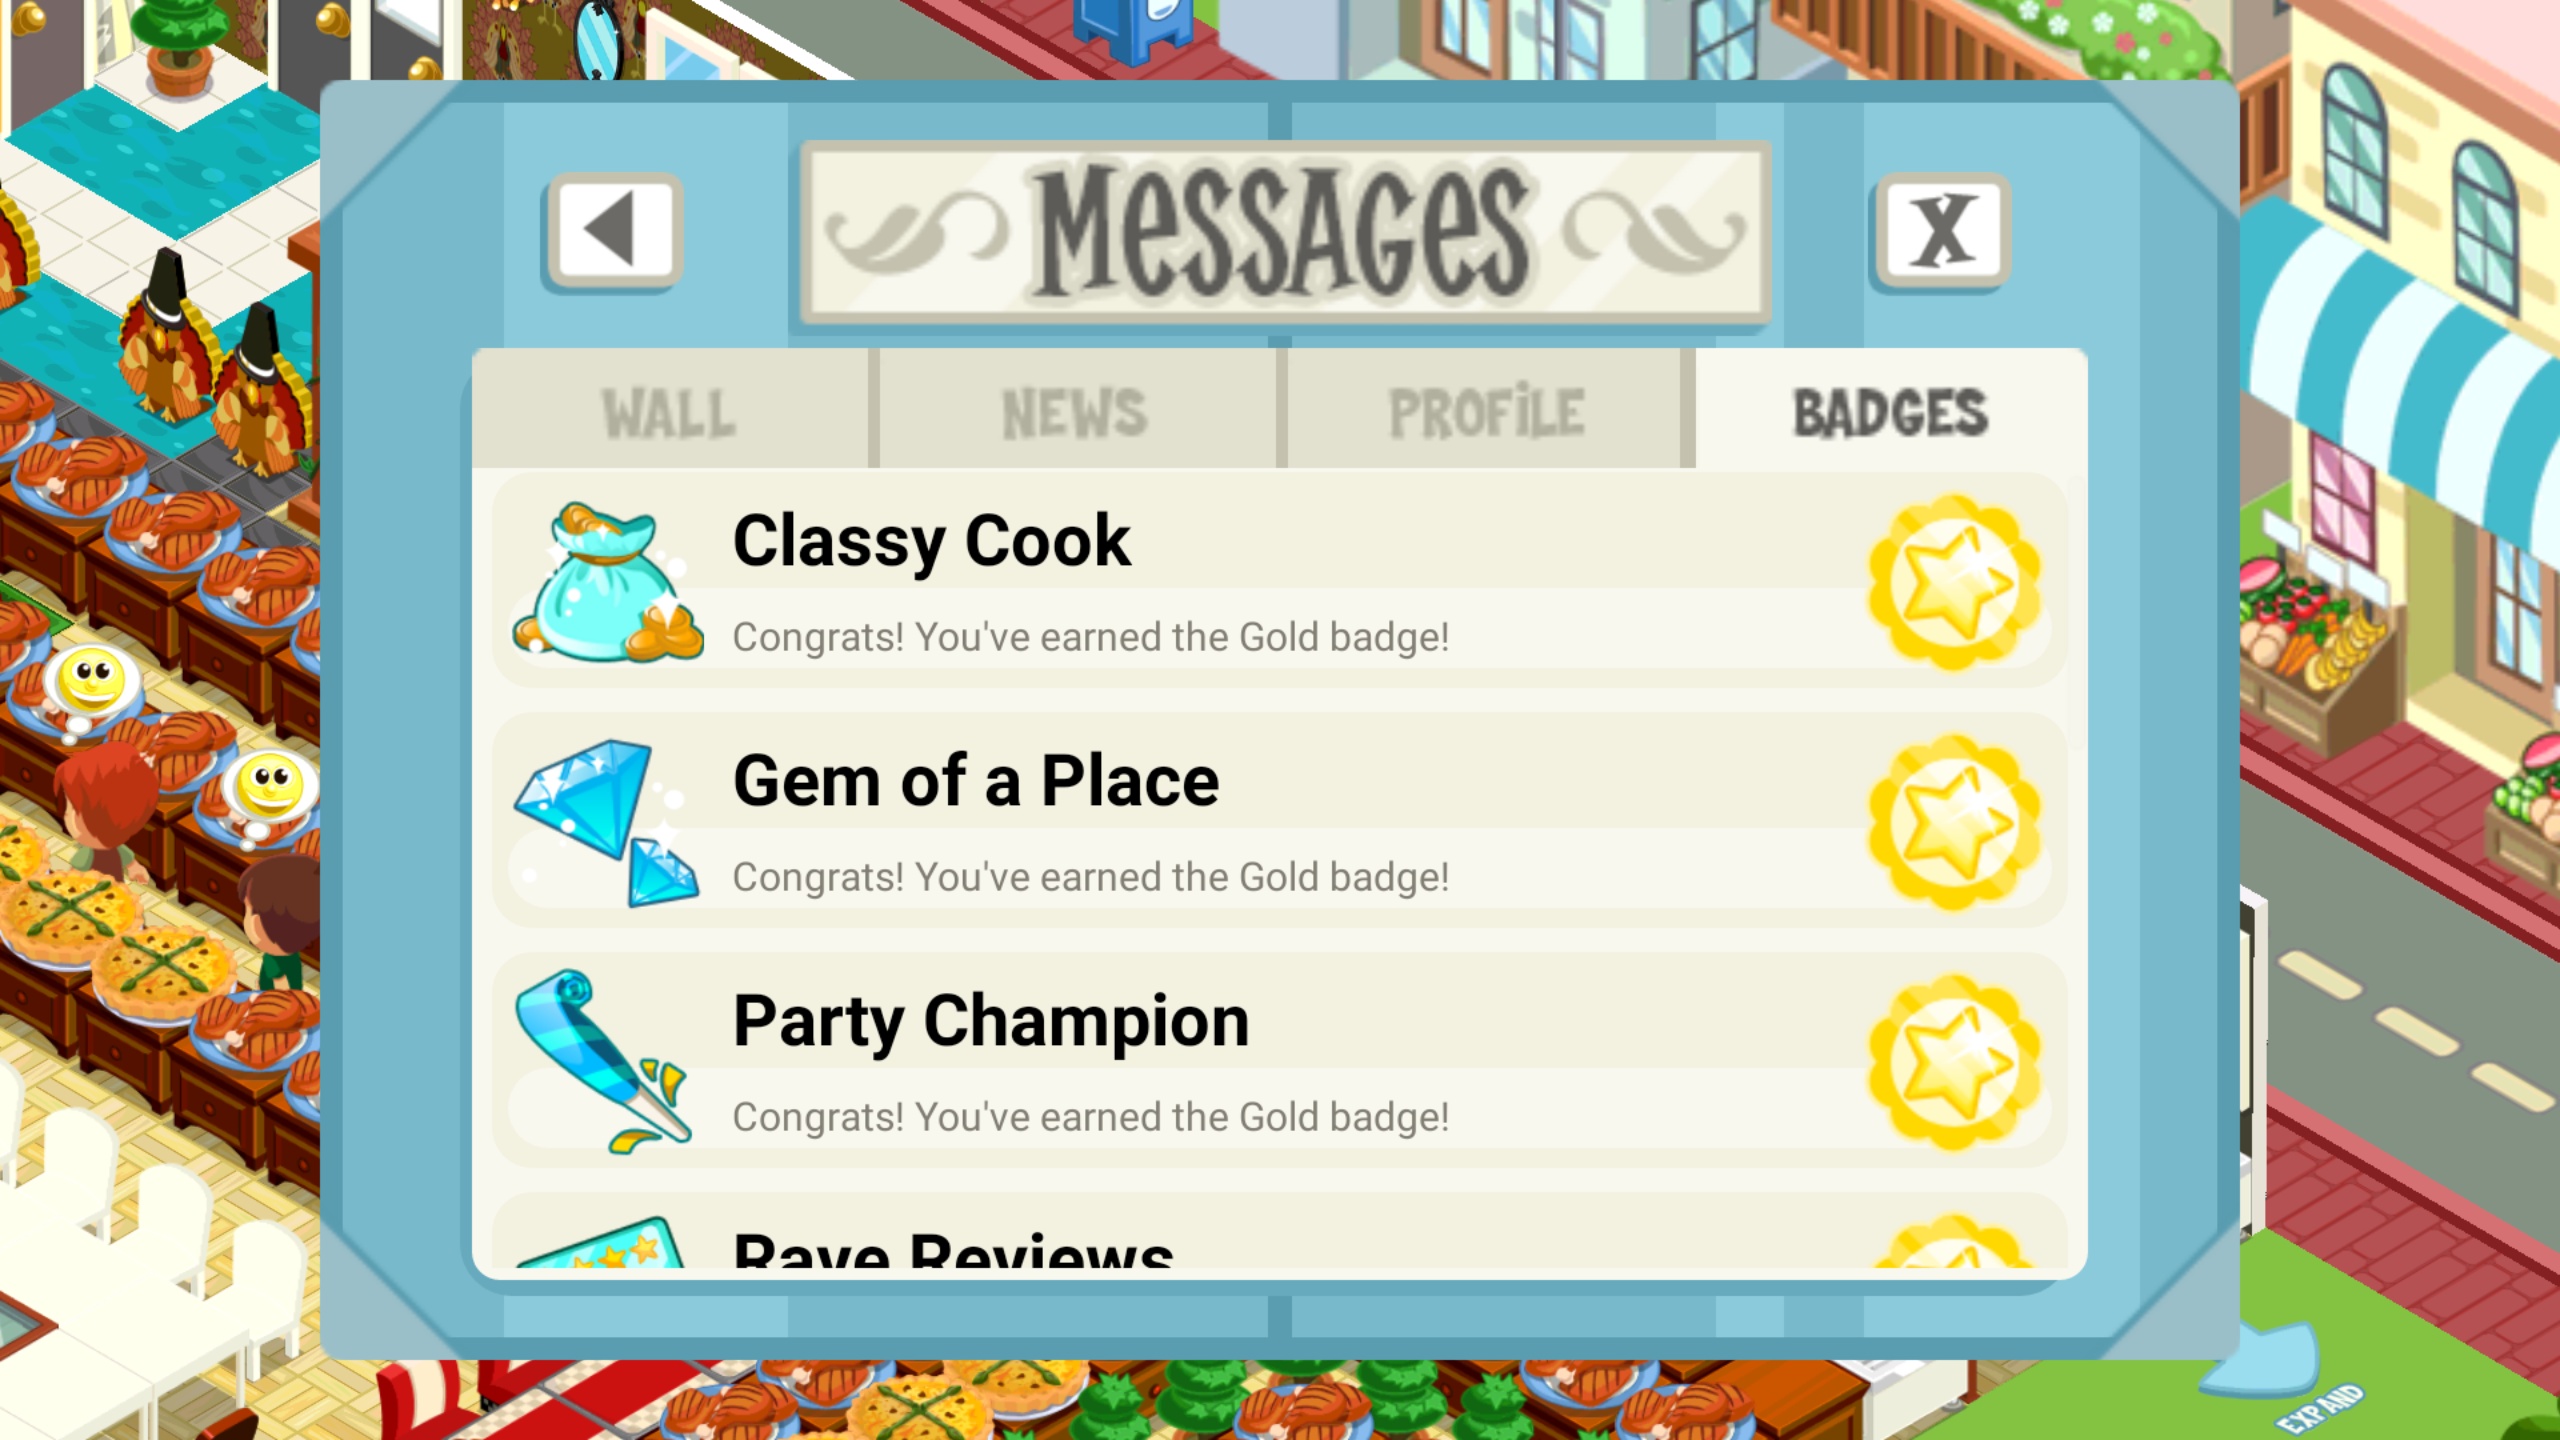 MESSAGES
X
WALL
NEWS
PROFILE
BADGES
Classy Cook
Congrats! You've earned the Gold badge!
Gem of a Place
Congrats! You've earned the Gold badge!
Party Champion
Congrats! You've earned the Gold badge!
Rave Reviews
EXPAND